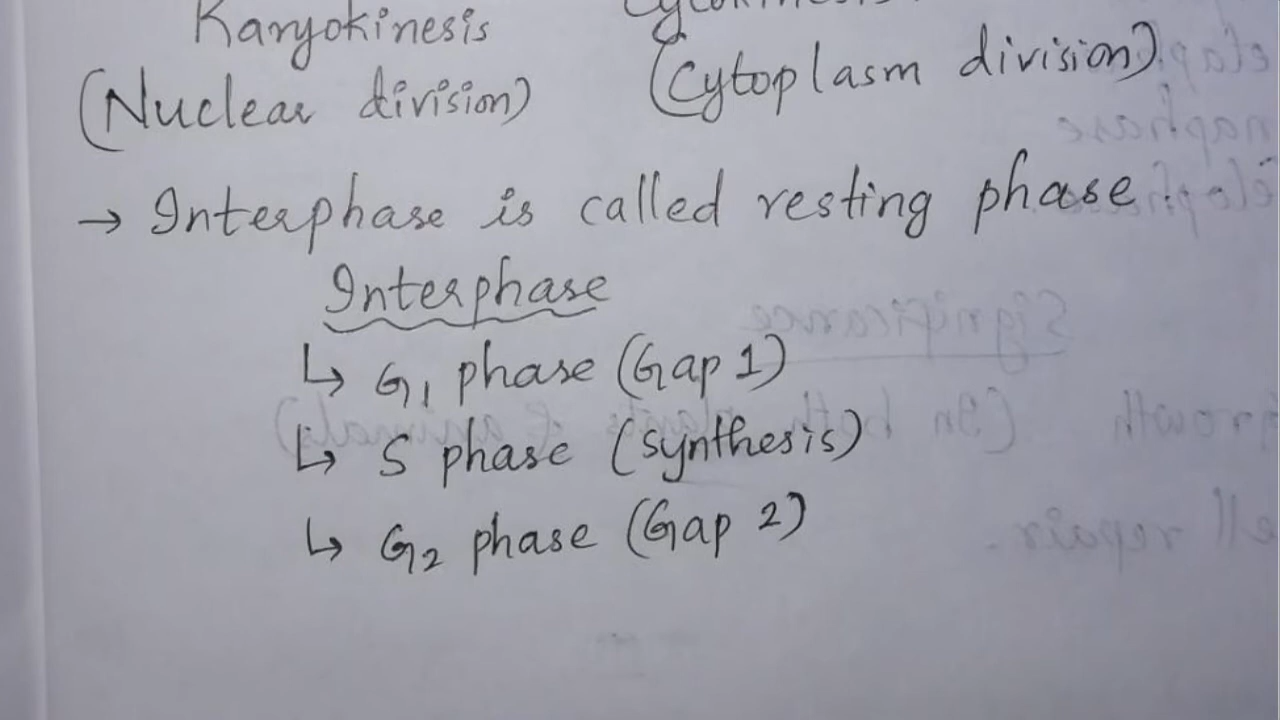 Karyokinesis Cytokinesis
(Nuclear division) (Cytoplasm division)
→ Interphase is called resting phase.
Interphase
↳ G1 phase (Gap 1)
↳ S phase (synthesis)
↳ G2 phase (Gap 2)